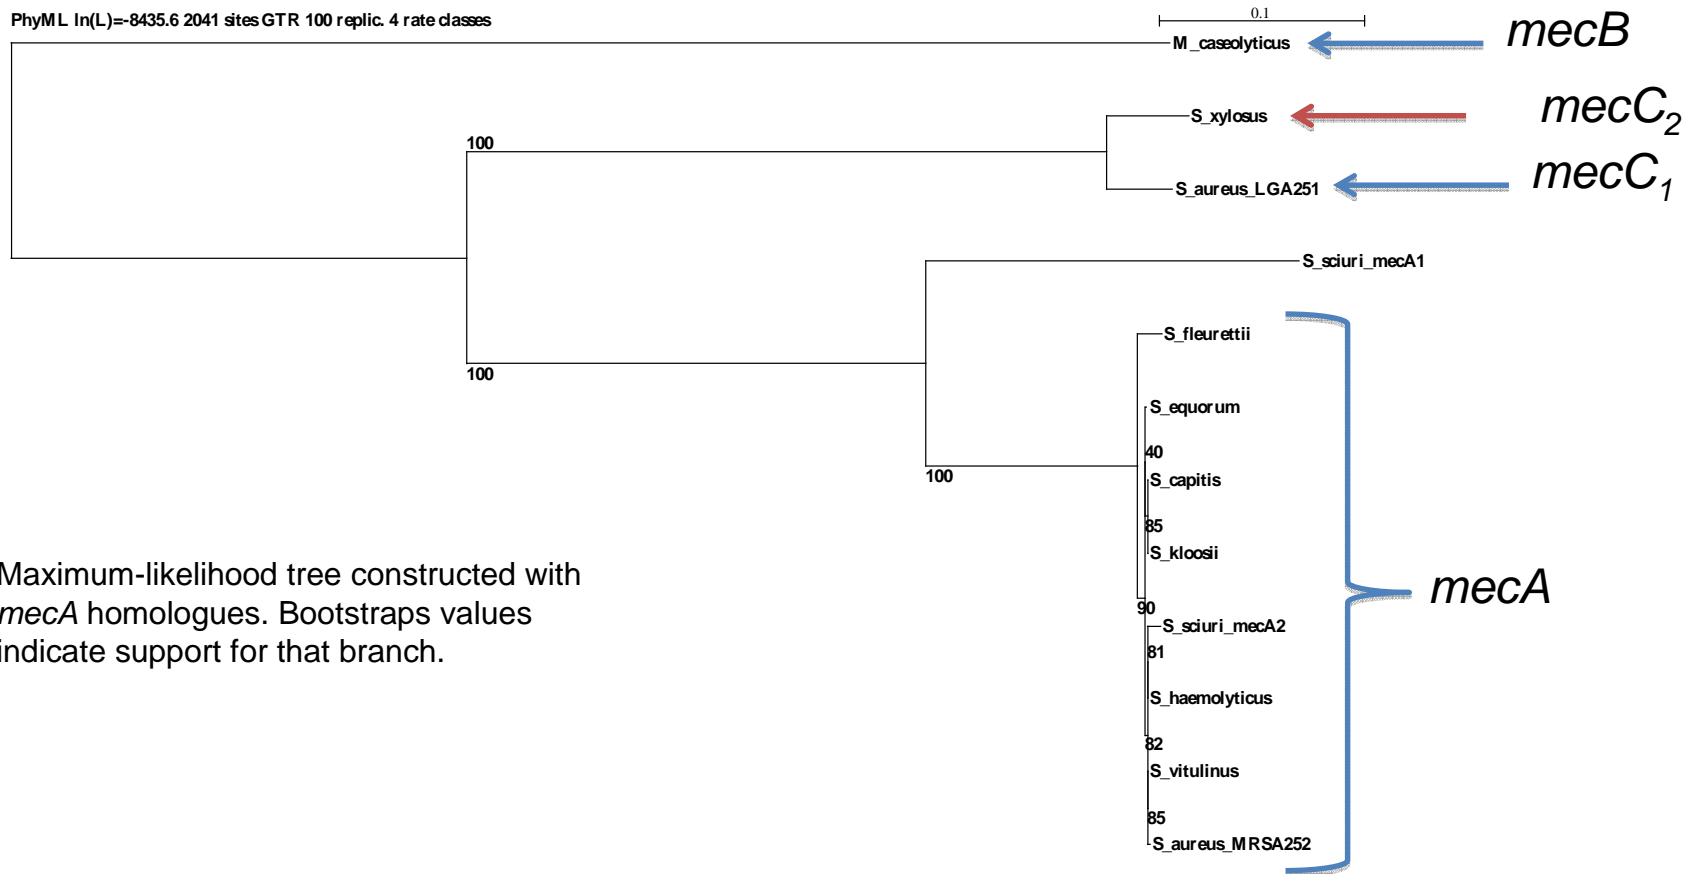 PhyML ln(L)=-8435.6 2041 sites GTR 100 replic. 4 rate classes
0.1
M_caseolyticus
mecB
S_xylosus
mecC2
100
S_aureus_LGA251
mecC1
S_sciuri_mecA1
S_fleurettii
100
S_equorum
40
100
S_capitis
85
S_kloosii
Maximum-likelihood tree constructed with
mecA homologues. Bootstraps values
indicate support for that branch.
mecA
90
S_sciuri_mecA2
81
S_haemolyticus
82
S_vitulinus
85
S_aureus_MRSA252